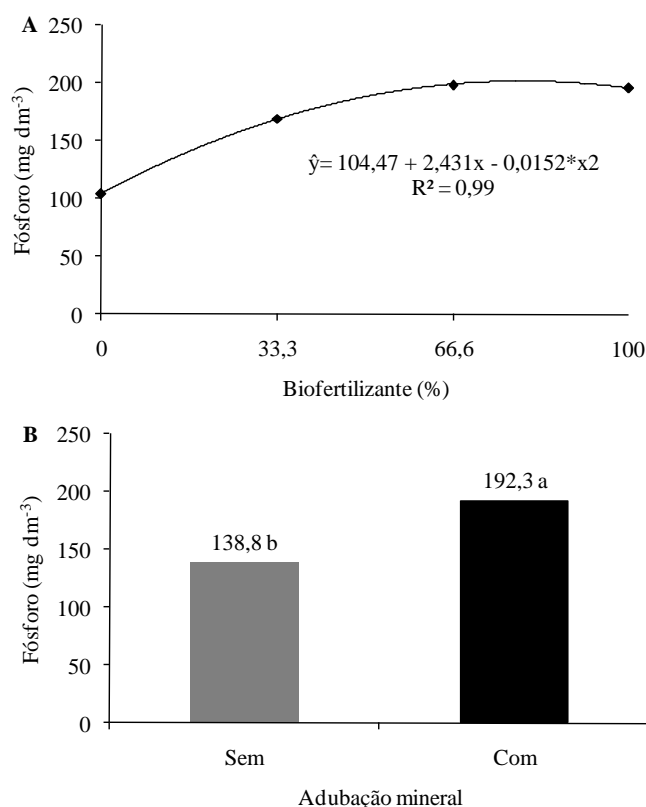 A
250
200
150
100
50
0
Fósforo (mg dm-3)
ŷ= 104,47 + 2,431x - 0,0152*x2
R² = 0,99
0 33,3 66,6 100
Biofertilizante (%)
B
250
200
150
100
50
0
Fósforo (mg dm-3)
138,8 b
192,3 a
Sem Com
Adubação mineral